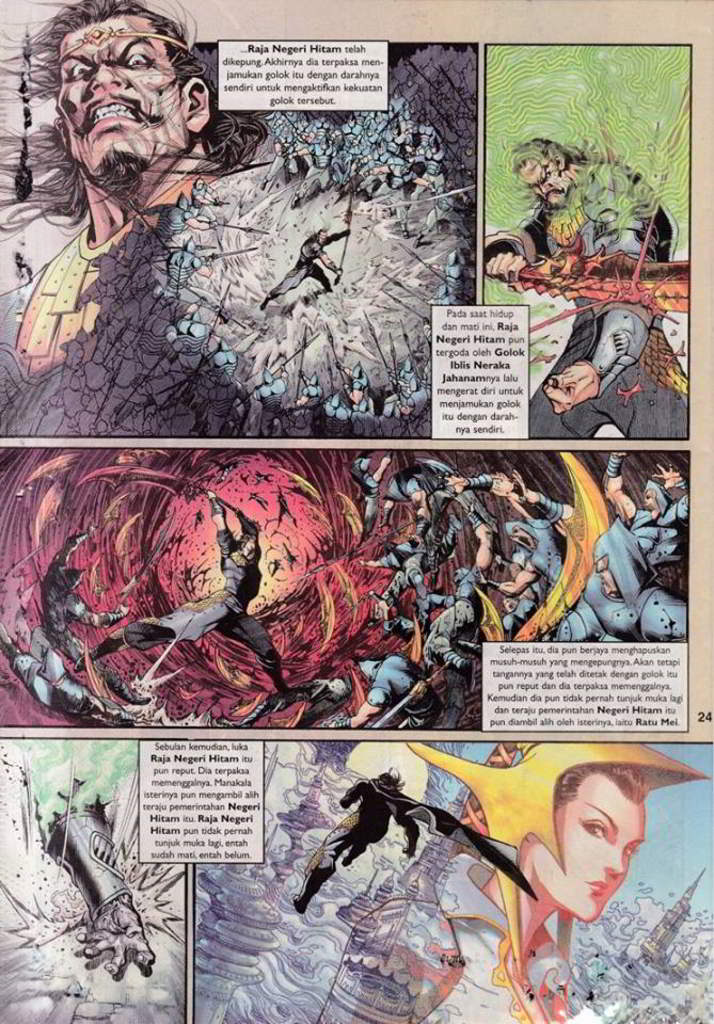 ...Raja Negeri Hitam telah
dikepung. Akhirnya dia terpaksa men-
jamukan golok itu dengan darahnya
sendiri untuk mengaktifkan kekuatan
golok tersebut.
Pada saat hidup
dan mati ini, Raja
Negeri Hitam pun
tergoda oleh Golok
Iblis Neraka
Jahanamnya lalu
mengerat diri untuk
menjamukan golok
itu dengan darah-
nya sendiri.
Selepas itu, dia pun berjaya menghapuskan
musuh-musuh yang mengepungnya. Akan tetapi
tangannya yang telah ditetak dengan golok itu
pun reput dan dia terpaksa memenggalnya.
Kemudian dia pun tidak pernah tunjuk muka lagi
dan teraju pemerintahan Negeri Hitam itu
pun diambil alih oleh isterinya, iaitu Ratu Mei.
24
Sebulan kemudian, luka
Raja Negeri Hitam itu
pun reput. Dia terpakaa
memenggalnya. Manakala
isterinya pun mengambil alih
teraju pemerintahan Negeri
Hitam itu. Raja Negeri
Hitam pun tidak pernah
tunjuk muka lagi, entah
sudah mati, entah belum.